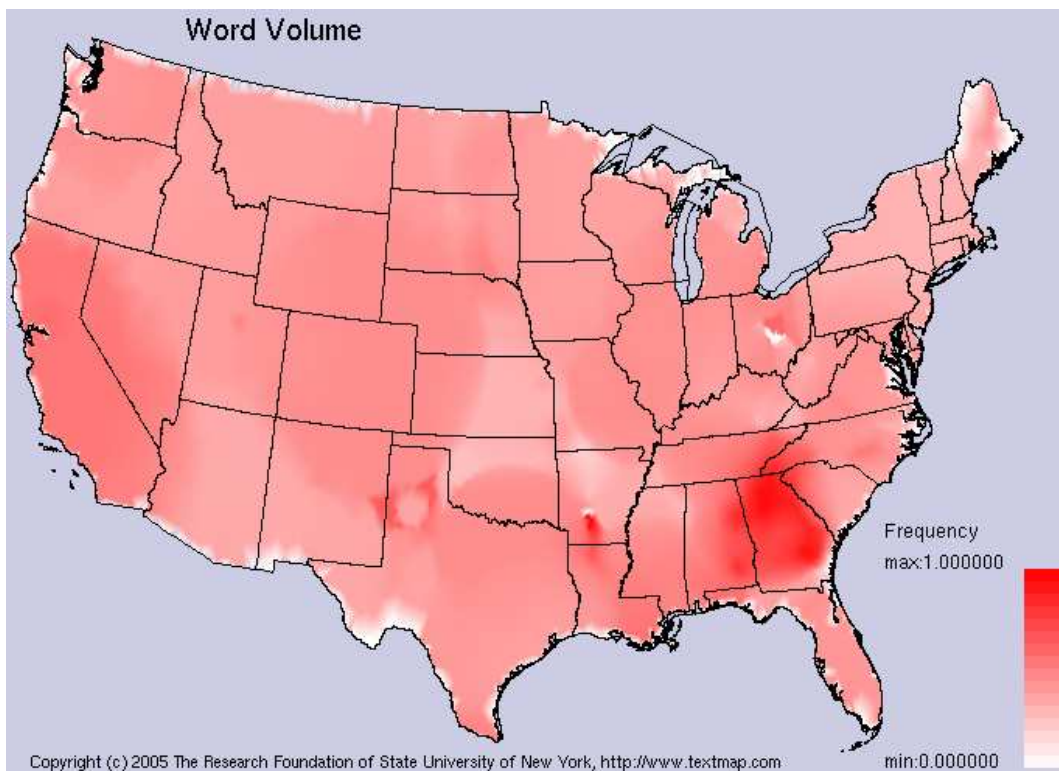 Word Volume
Frequency
max:1.000000
min:0.000000
Copyright (c) 2005 The Research Foundation of State University of New York, http://www.textmap.com